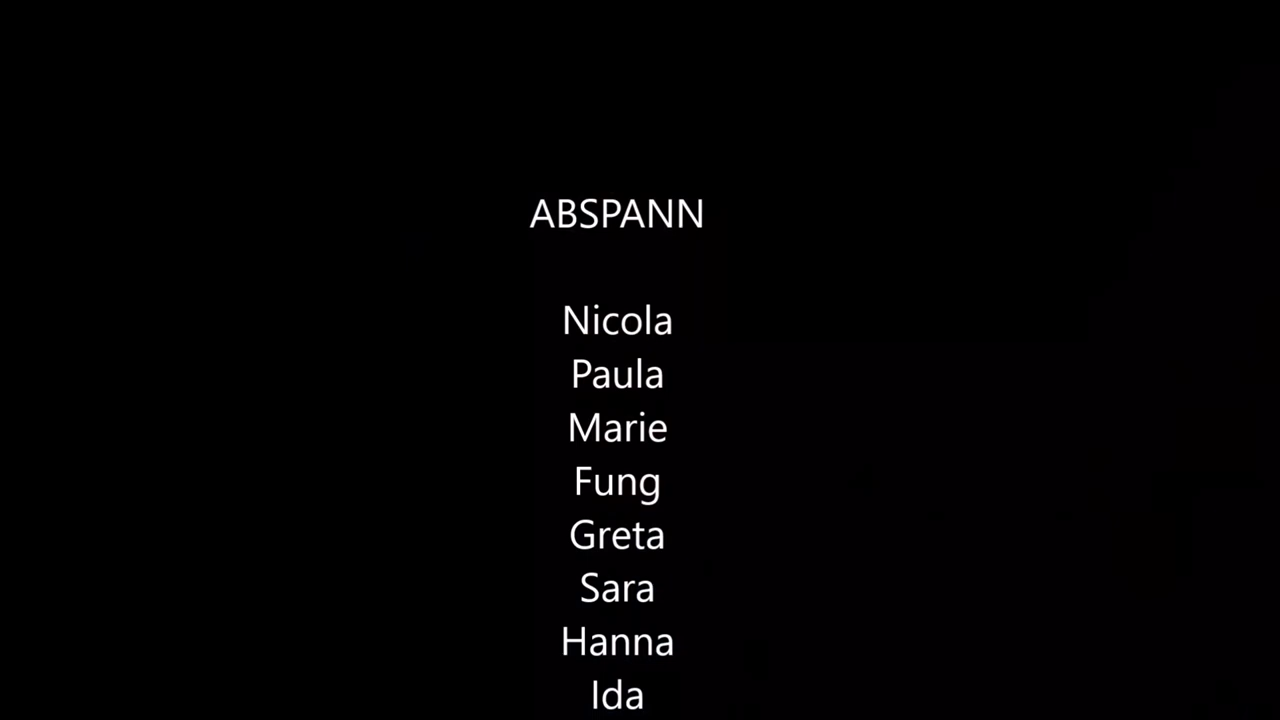 ABSPANN
Nicola
Paula
Marie
Fung
Greta
Sara
Hanna
Ida